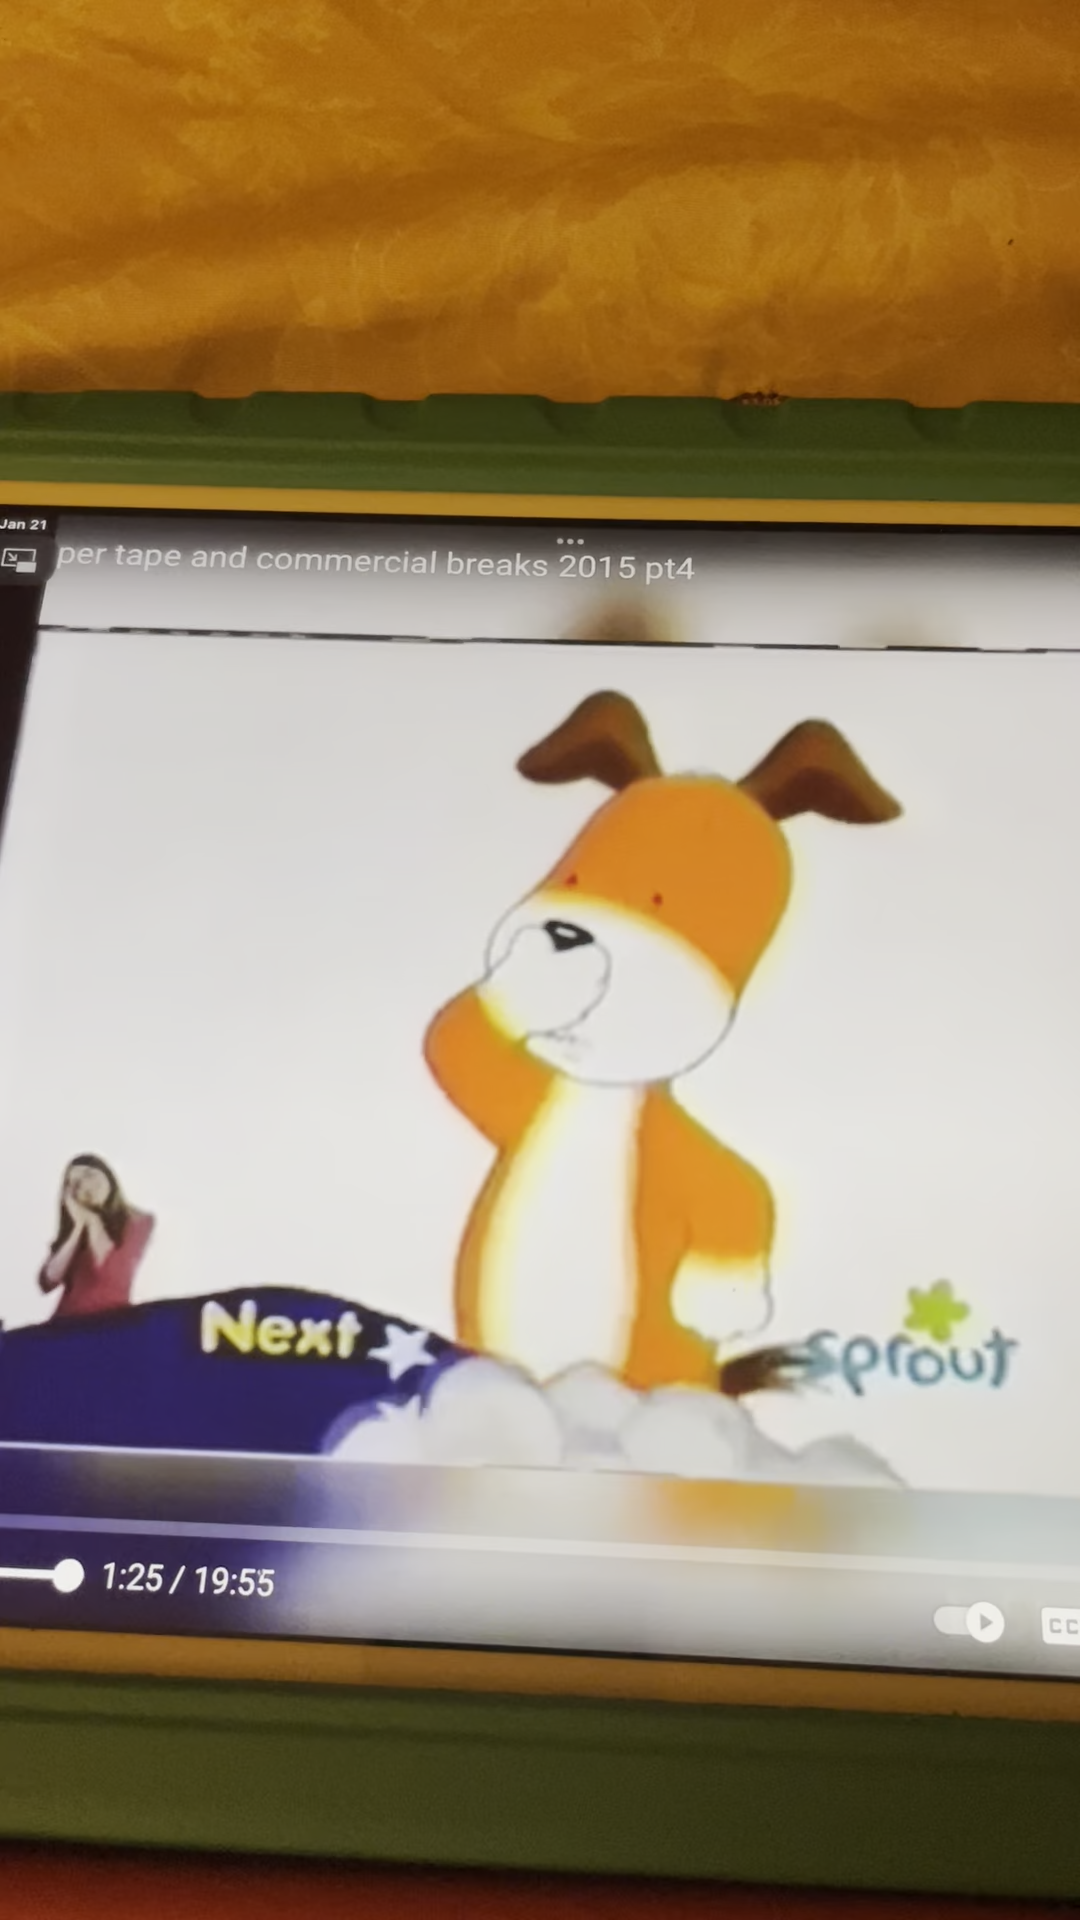 Jan 21
per tape and commercial breaks 2015 pt4
Next
Sprout
1:25 / 19:55
CC